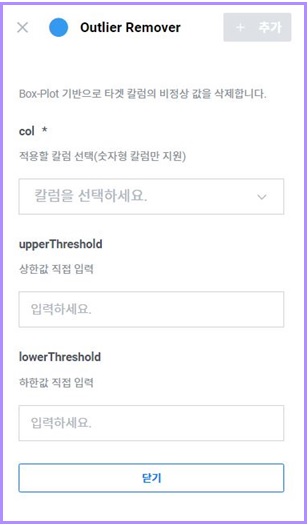 Outlier Remover
+ 추가
Box-Plot 기반으로 타겟 칼럼의 비정상 값을 삭제합니다.
col *
적용할 칼럼 선택(숫자형 칼럼만 지원)
칼럼을 선택하세요.
upperThreshold
상한값 직접 입력
입력하세요.
lowerThreshold
하한값 직접 입력
입력하세요.
닫기